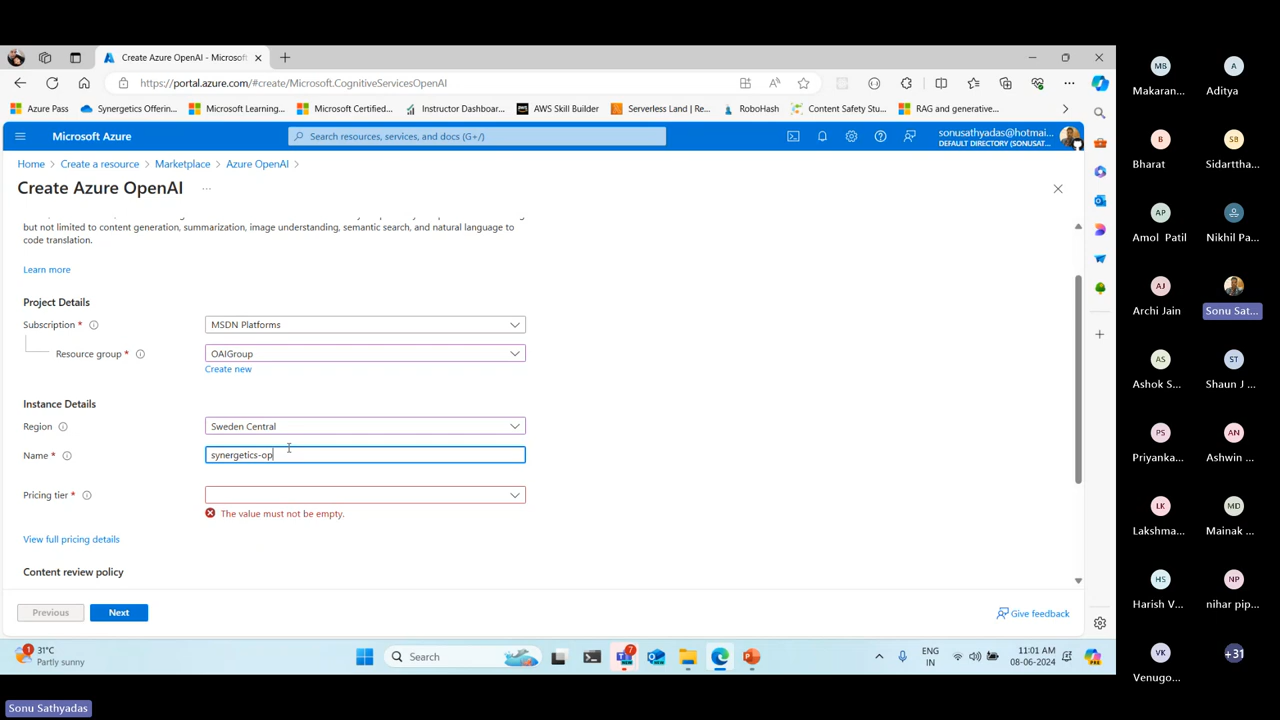 Create Azure OpenAI - Microsoft
https://portal.azure.com/#create/Microsoft.CognitiveServicesOpenAI
Azure Pass
Synergetics Offerin...
Microsoft Learning...
Microsoft Certified...
Instructor Dashboar...
AWS Skill Builder
Serverless Land | Re...
RoboHash
Content Safety Stu...
RAG and generative...
Microsoft Azure
Search resources, services, and docs (G+/)
sonusathyadas@hotmai...
DEFAULT DIRECTORY (SONUSAT...
Home > Create a resource > Marketplace > Azure OpenAI >
Create Azure OpenAI ...
but not limited to content generation, summarization, image understanding, semantic search, and natural language to
code translation.
Learn more
Project Details
Subscription *
MSDN Platforms
Resource group *
OAIGroup
Create new
Instance Details
Region
Sweden Central
Name *
synergetics-op
Pricing tier *
The value must not be empty.
View full pricing details
Content review policy
Previous
Next
Give feedback
1
31°C
Partly sunny
Search
7
ENG
IN
11:01 AM
08-06-2024
MB
Makaran...
A
Aditya
B
Bharat
SB
Sidarttha...
AP
Amol Patil
Nikhil Pa...
AJ
Archi Jain
Sonu Sat...
AS
Ashok S...
ST
Shaun J ...
PS
Priyanka...
AN
Ashwin ...
LK
Lakshma...
MD
Mainak ...
HS
Harish V...
NP
nihar pip...
VK
Venugo...
+31
Sonu Sathyadas